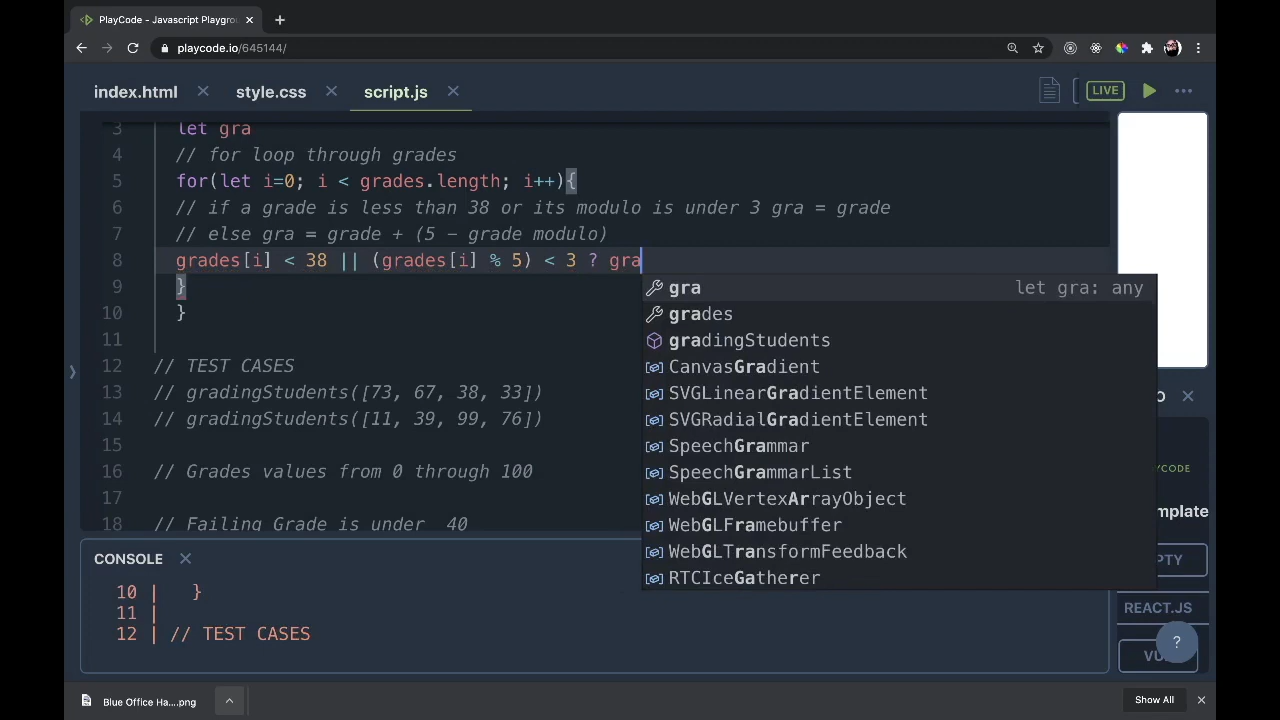 PlayCode - Javascript Playgrou
playcode.io/645144/
index.html
style.css
script.js
LIVE
3 let gra
4 // for loop through grades
5 for(let i=0; i < grades.length; i++){
6 // if a grade is less than 38 or its modulo is under 3 gra = grade
7 // else gra = grade + (5 - grade modulo)
8 grades[i] < 38 || (grades[i] % 5) < 3 ? gra
9 }
10 }
11
12 // TEST CASES
13 // gradingStudents([73, 67, 38, 33])
14 // gradingStudents([11, 39, 99, 76])
15
16 // Grades values from 0 through 100
17
18 // Failing Grade is under 40
gra let gra: any
grades
gradingStudents
CanvasGradient
SVGLinearGradientElement
SVGRadialGradientElement
SpeechGrammar
SpeechGrammarList
WebGLVertexArrayObject
WebGLFramebuffer
WebGLTransformFeedback
RTCIceGatherer
O
YCODE
mplate
PTY
REACT.JS
VU
?
CONSOLE
10 | }
11 |
12 | // TEST CASES
Blue Office Ha....png
Show All